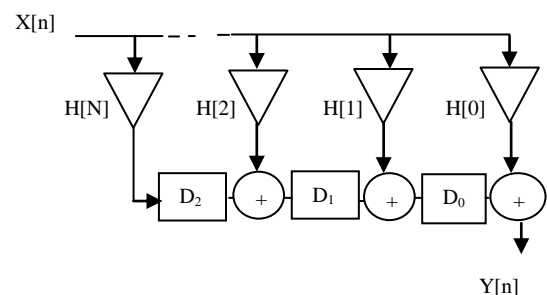 X[n]
H[N] H[2] H[1] H[0]
D₂ + D₁ + D₀ +
Y[n]